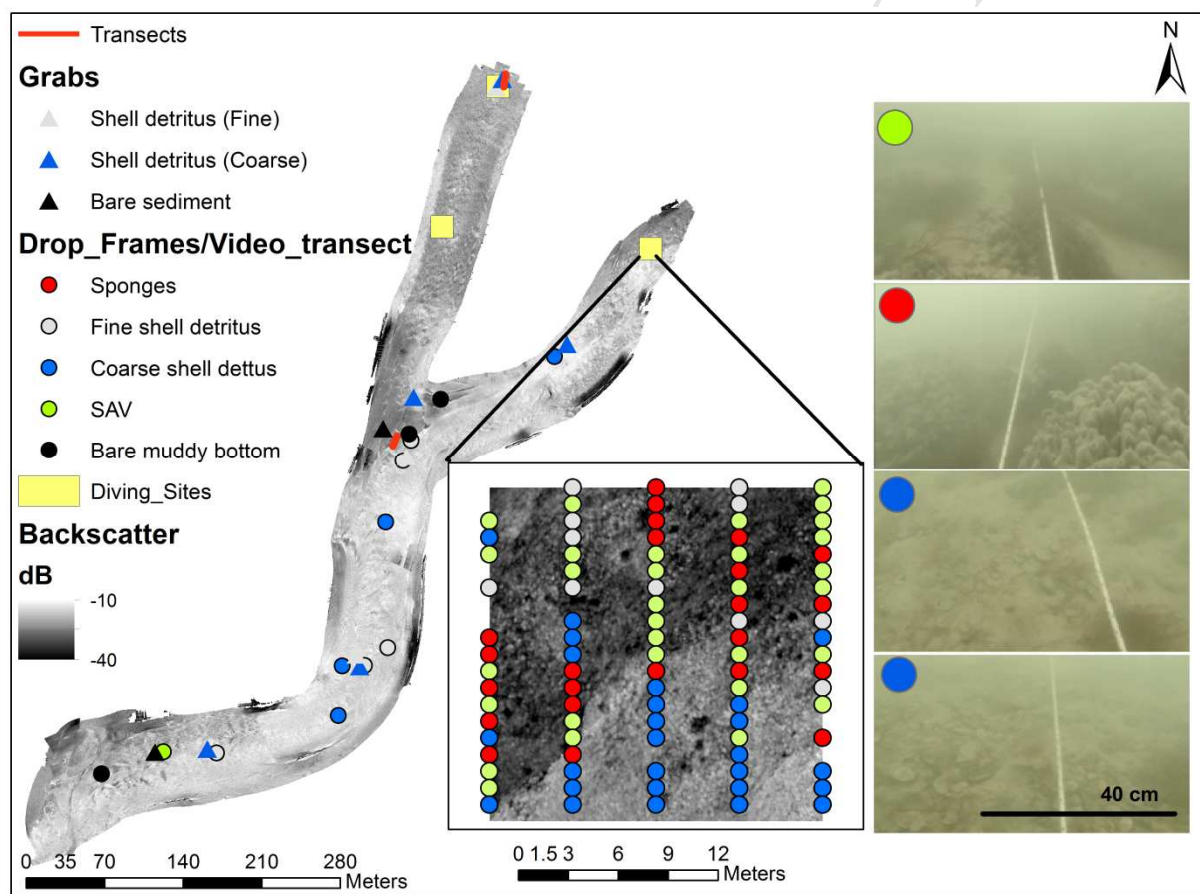 Transects
Grabs
Shell detritus (Fine)
Shell detritus (Coarse)
Bare sediment
Drop_Frames/Video_transect
Sponges
Fine shell detritus
Coarse shell dettus
SAV
Bare muddy bottom
Diving_Sites
Backscatter
dB
-10
-40
0 35 70 140 210 280
Meters
0 1.5 3 6 9 12
Meters
N
40 cm